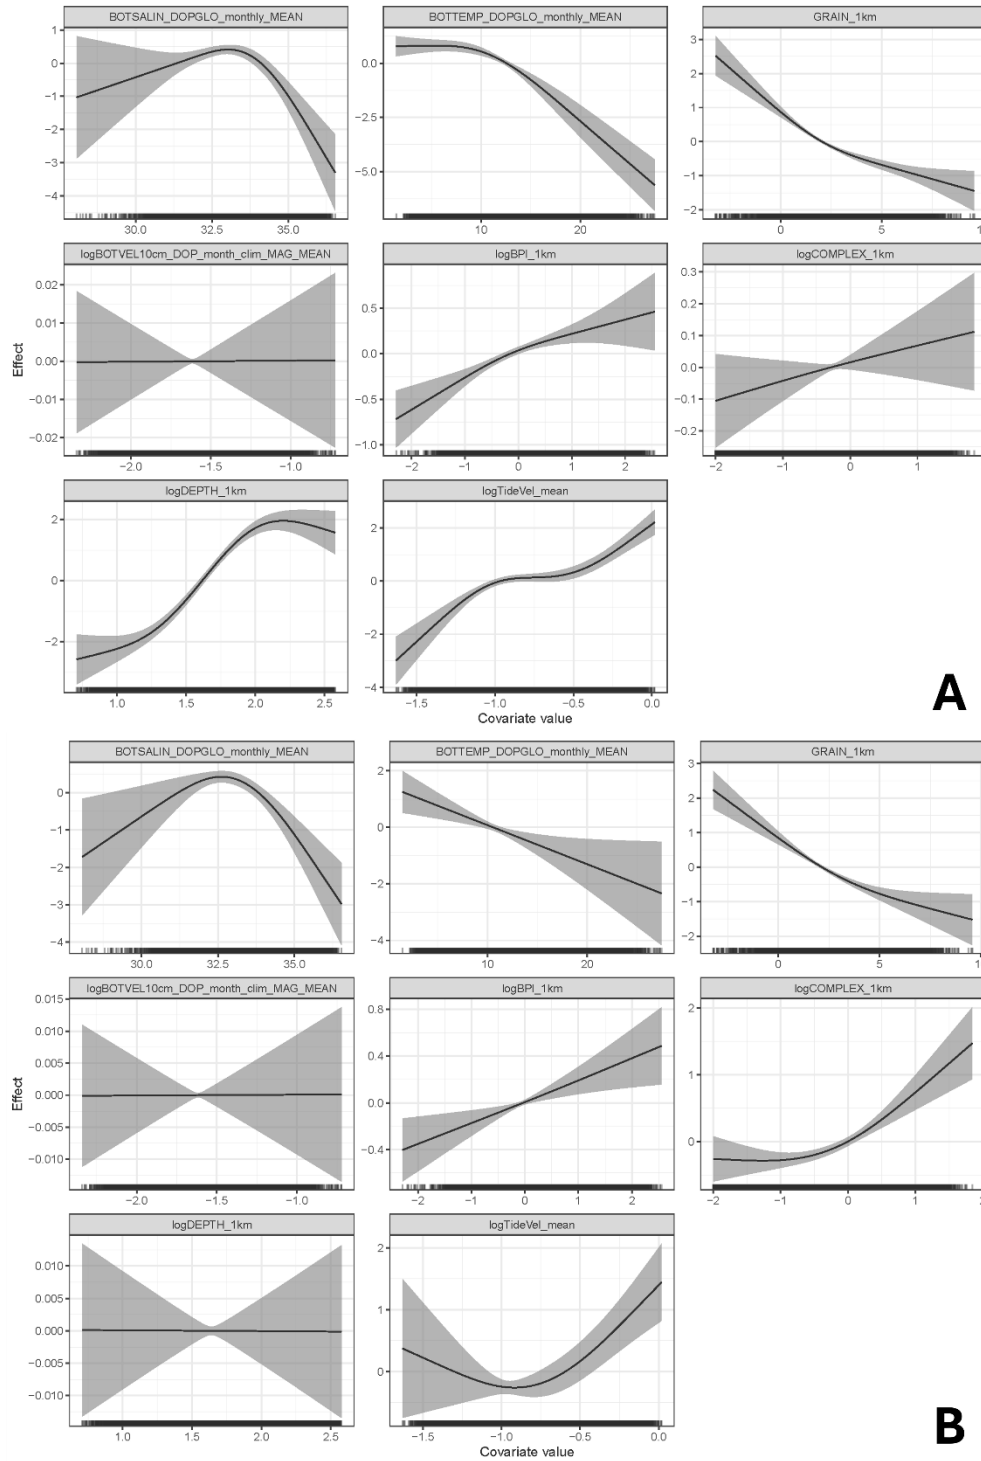 BOTSALIN_DOPGLO_monthly_MEAN BOTTEMP_DOPGLO_monthly_MEAN GRAIN_1km
1 0 −1 −2 −3 −4
30.0 32.5 35.0
0.0 −2.5 −5.0
10 20
3 2 1 0 −1 −2
0 5 10
logBOTVEL10cm_DOP_month_clim_MAG_MEAN logBPI_1km logCOMPLEX_1km
0.02 0.01 0.00 −0.01 −0.02
−2.0 −1.5 −1.0
0.5 0.0 −0.5 −1.0
−2 −1 0 1 2
0.3 0.2 0.1 0.0 −0.1 −0.2
−2 −1 0 1 2
Effect
logDEPTH_1km logTideVel_mean
2 0 −2
1.0 1.5 2.0 2.5
2 0 −2 −4
−1.5 −1.0 −0.5 0.0
Covariate value
A
BOTSALIN_DOPGLO_monthly_MEAN BOTTEMP_DOPGLO_monthly_MEAN GRAIN_1km
0 −1 −2 −3 −4
30.0 32.5 35.0
2 0 −2 −4
10 20
3 2 1 0 −1 −2
0 5 10
logBOTVEL10cm_DOP_month_clim_MAG_MEAN logBPI_1km logCOMPLEX_1km
0.015 0.010 0.005 0.000 −0.005 −0.010
−2.0 −1.5 −1.0
0.8 0.4 0.0 −0.4
−2 −1 0 1 2
2 1 0
−2 −1 0 1 2
Effect
logDEPTH_1km logTideVel_mean
0.010 0.005 0.000 −0.005 −0.010
1.0 1.5 2.0 2.5
2 1 0
−1.5 −1.0 −0.5 0.0
Covariate value
B